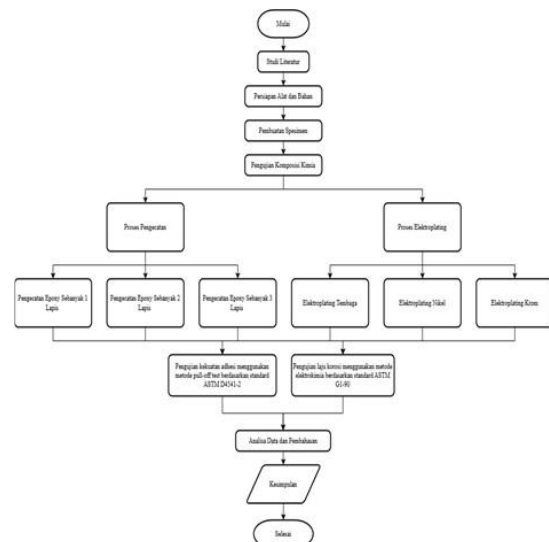 Mulai
Studi Literatur
Persiapan Alat dan Bahan
Pembuatan Spesimen
Pengujian Komposisi Kimia
Proses Pengecatan
Proses Elektroplating
Pengecatan Epoxy Sebanyak 1
Lapis
Pengecatan Epoxy Sebanyak 2
Lapis
Pengecatan Epoxy Sebanyak 3
Lapis
Elektroplating Tembaga
Elektroplating Nikel
Elektroplating Krom
Pengujian kekuatan adhesi menggunakan
metode pull-off test berdasarkan standard
ASTM D4541-2
Pengujian laju korosi menggunakan metode
elektrokimia berdasarkan standard ASTM
G1-90
Analisa Data dan Pembahasan
Kesimpulan
Selesai